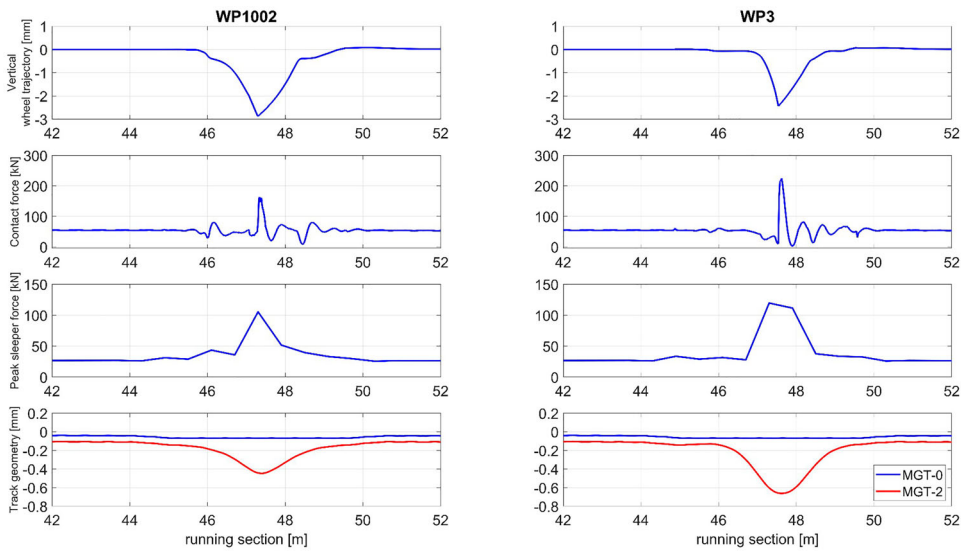 WP1002
Vertical
wheel trajectory [mm]
1
0
-1
-2
-3
42 44 46 48 50 52
Contact force [kN]
300
200
100
0
42 44 46 48 50 52
Peak sleeper force [kN]
150
100
50
0
42 44 46 48 50 52
Track geometry [mm]
0.2
0
-0.2
-0.4
-0.6
-0.8
42 44 46 48 50 52
running section [m]
WP3
1
0
-1
-2
-3
42 44 46 48 50 52
300
200
100
0
42 44 46 48 50 52
150
100
50
0
42 44 46 48 50 52
0.2
0
-0.2
-0.4
-0.6
-0.8
MGT-0
MGT-2
42 44 46 48 50 52
running section [m]